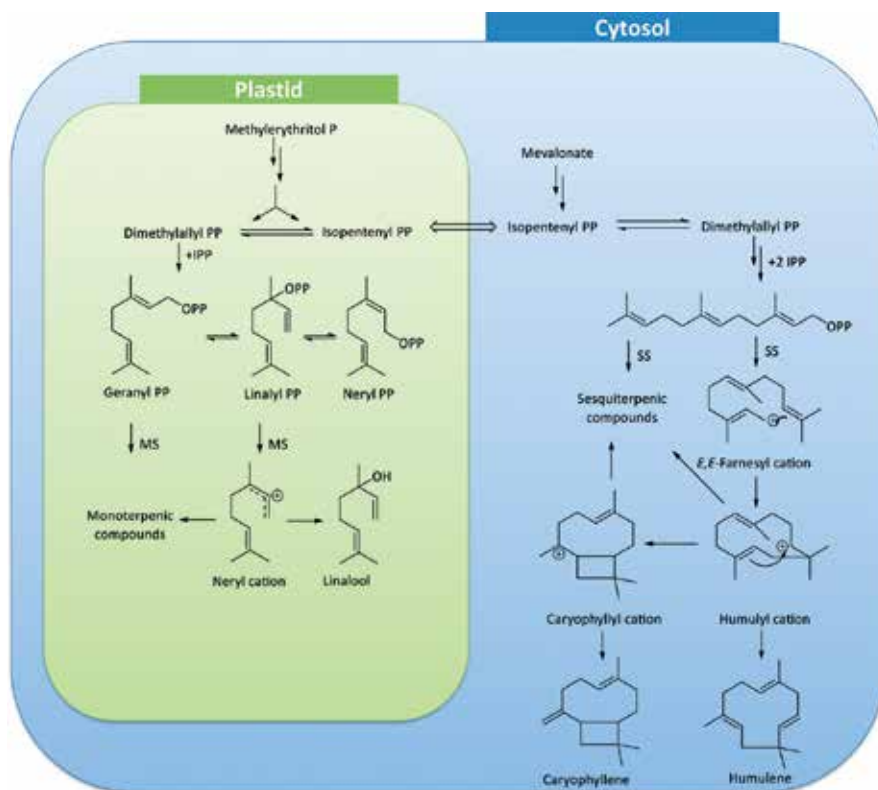 Cytosol
Plastid
Methylerythritol P
Mevalonate
Dimethylallyl PP
Isopentenyl PP
Isopentenyl PP
Dimethylallyl PP
+IPP
+2 IPP
OPP
OPP
OPP
OPP
SS
SS
Geranyl PP
Linalyl PP
Neryl PP
Sesquiterpenic
compounds
MS
MS
E,E-Farnesyl cation
OH
Monoterpenic
compounds
Neryl cation
Linalool
Caryophyllyl cation
Humulyl cation
Caryophyllene
Humulene